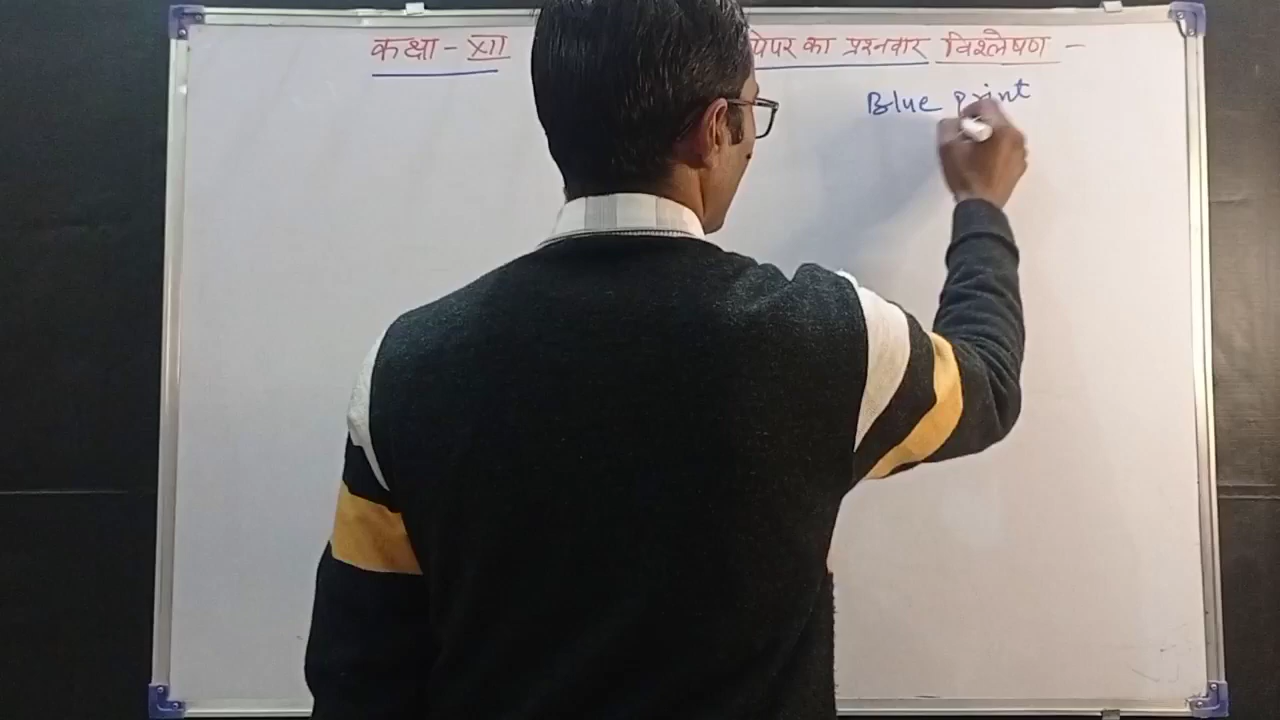 कक्षा - XII पेपर का प्रश्नवार विश्लेषण -
Blue print